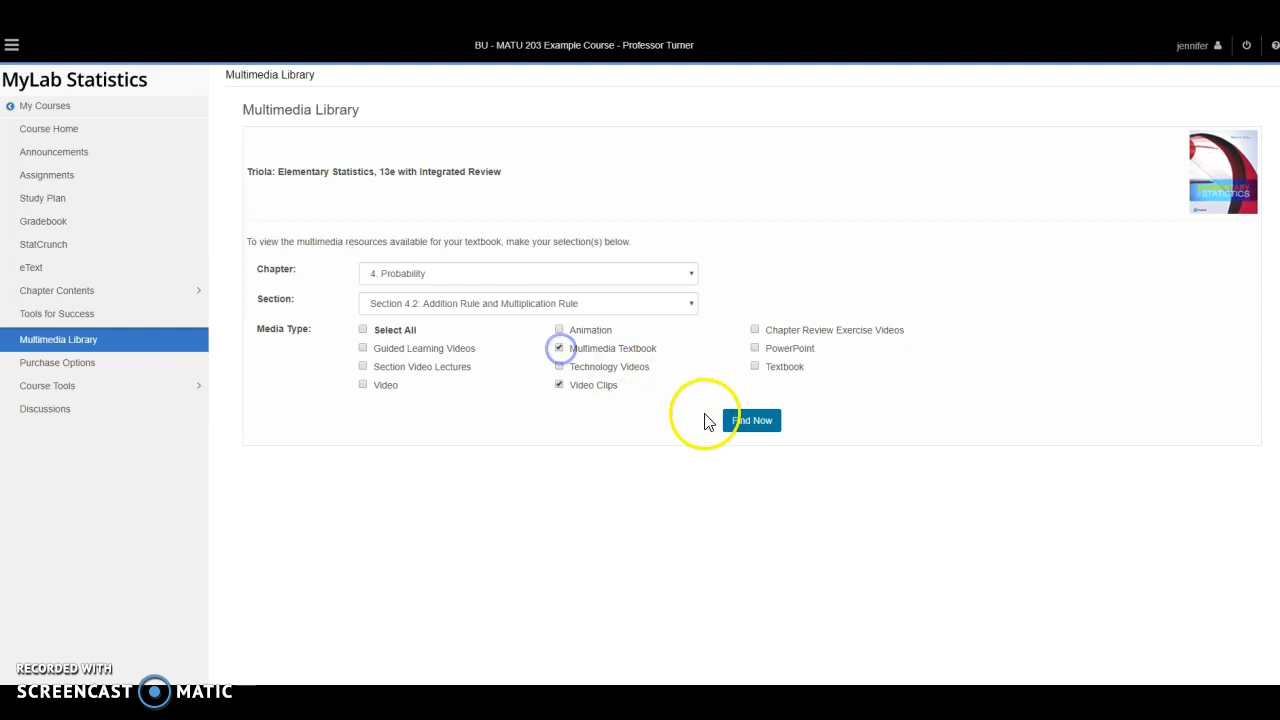 BU - MATU 203 Example Course - Professor Turner
jennifer
MyLab Statistics
My Courses
Course Home
Announcements
Assignments
Study Plan
Gradebook
StatCrunch
eText
Chapter Contents
Tools for Success
Multimedia Library
Purchase Options
Course Tools
Discussions
Multimedia Library
Multimedia Library
Triola: Elementary Statistics, 13e with Integrated Review
STATISTICS
To view the multimedia resources available for your textbook, make your selection(s) below.
Chapter: 4. Probability
Section: Section 4.2: Addition Rule and Multiplication Rule
Media Type: Select All Animation Chapter Review Exercise Videos
Guided Learning Videos Multimedia Textbook PowerPoint
Section Video Lectures Technology Videos Textbook
Video Video Clips
Find Now
RECORDED WITH
SCREENCAST MATIC